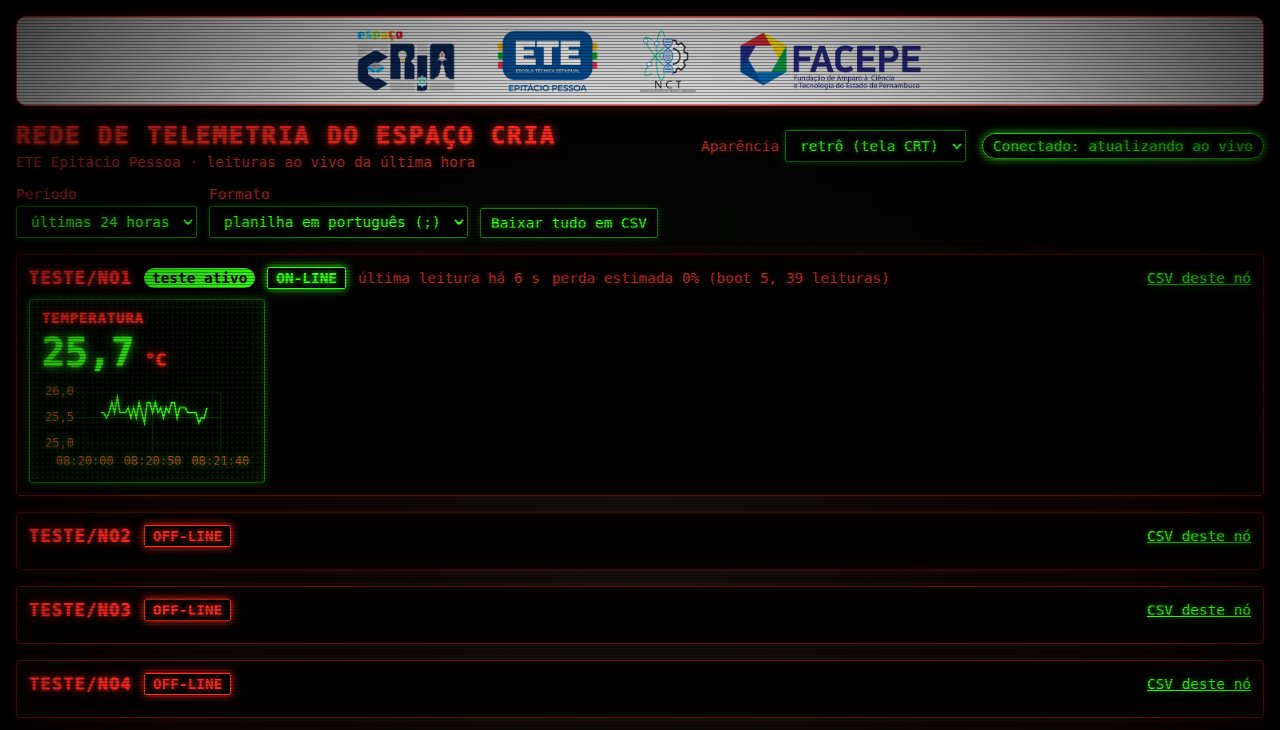 espaço
CRIA
ETE
ESCOLA TÉCNICA ESTADUAL
EPITÁCIO PESSOA
NCT
FACEPE
Fundação de Amparo à Ciência
e Tecnologia do Estado de Pernambuco
REDE DE TELEMETRIA DO ESPAÇO CRIA
ETE Epitácio Pessoa · leituras ao vivo da última hora
Aparência retrô (tela CRT)
Conectado: atualizando ao vivo
Período Formato
últimas 24 horas planilha em português (;) Baixar tudo em CSV
TESTE/NO1 teste ativo ON-LINE última leitura há 6 s perda estimada 0% (boot 5, 39 leituras) CSV deste nó
TEMPERATURA
25,7 °C
26,0
25,5
25,0
08:20:00 08:20:50 08:21:40
TESTE/NO2 OFF-LINE CSV deste nó
TESTE/NO3 OFF-LINE CSV deste nó
TESTE/NO4 OFF-LINE CSV deste nó